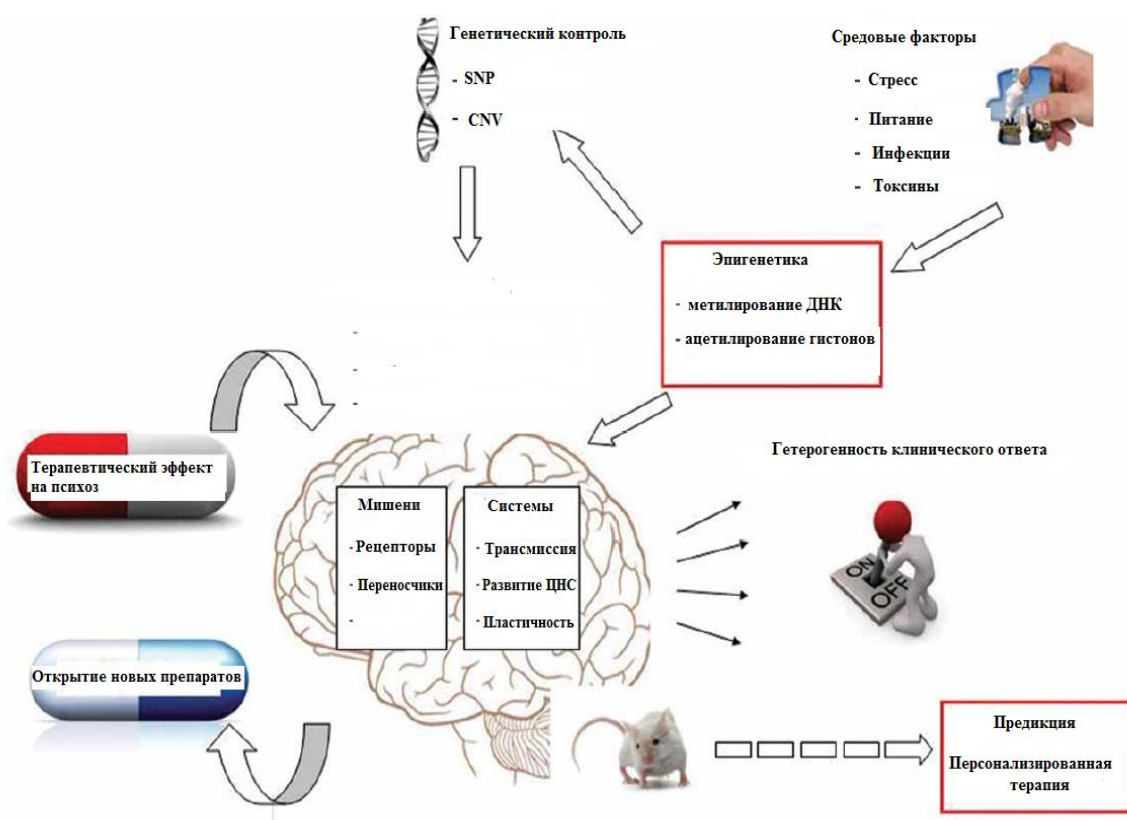 Генетический контроль
- SNP
- CNV
Средовые факторы
- Стресс
- Питание
- Инфекции
- Токсины
Эпигенетика
- метилирование ДНК
- ацетилирование гистонов
-
-
-
Терапевтический эффект
на психоз
Мишени
- Рецепторы
- Переносчики
-
Системы
- Трансмиссия
- Развитие ЦНС
- Пластичность
Гетерогенность клинического ответа
ON
OFF
Открытие новых препаратов
Предикция
Персонализированная
терапия